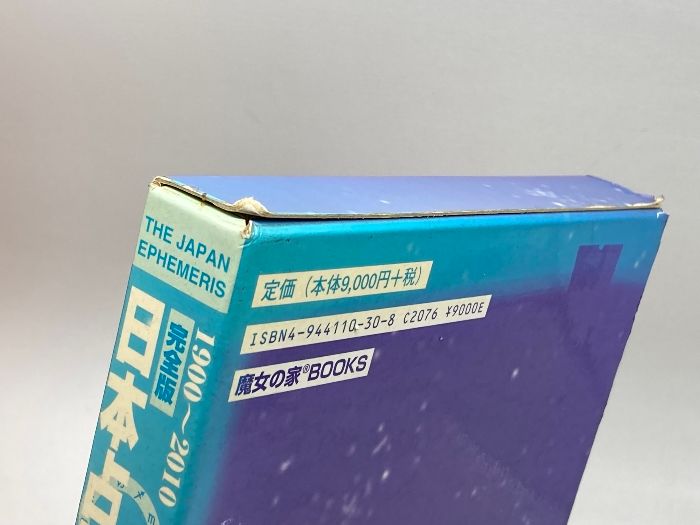 THE JAPAN
EPHEMERIS
1900〜2010
完全版
日本占
定価（本体9,000円＋税）
ISBN4-944110-30-8 C2076 ¥9000E
魔女の家®BOOKS